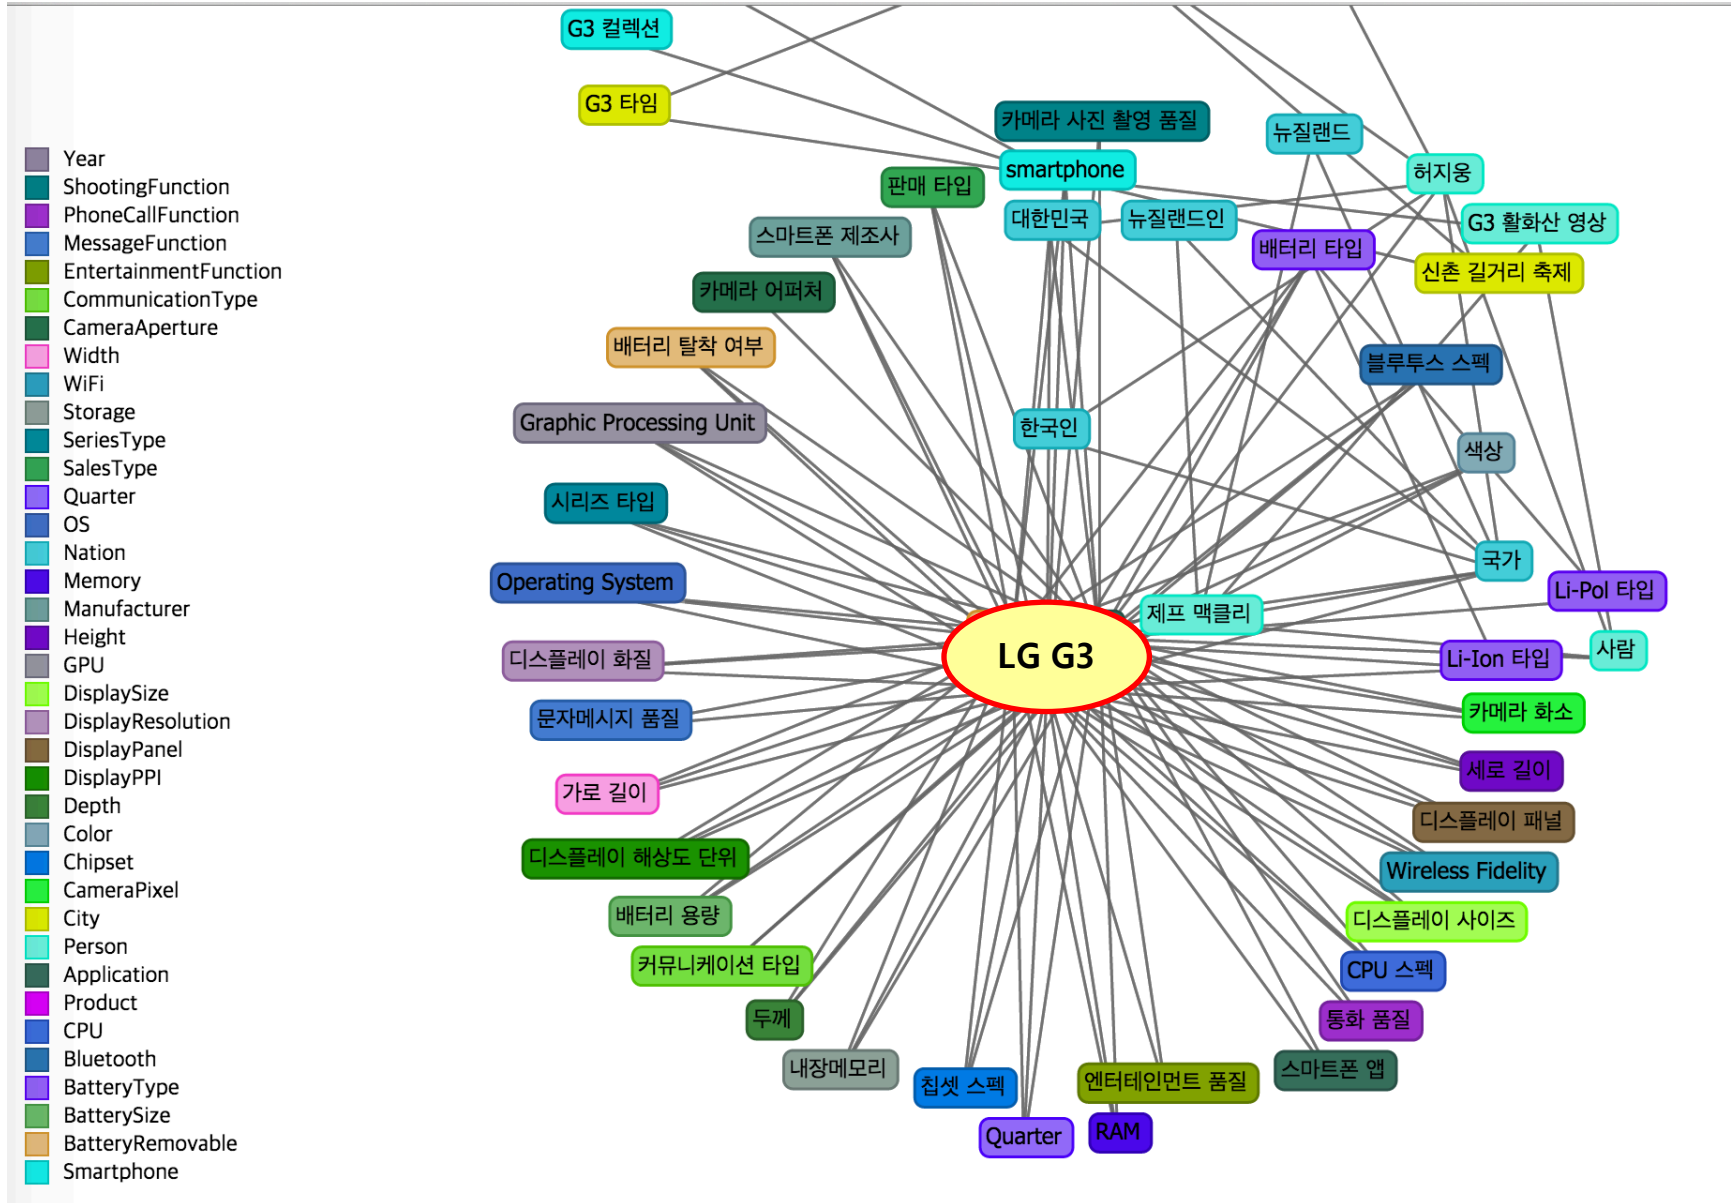 Year
ShootingFunction
PhoneCallFunction
MessageFunction
EntertainmentFunction
CommunicationType
CameraAperture
Width
WiFi
Storage
SeriesType
SalesType
Quarter
OS
Nation
Memory
Manufacturer
Height
GPU
DisplaySize
DisplayResolution
DisplayPanel
DisplayPPI
Depth
Color
Chipset
CameraPixel
City
Person
Application
Product
CPU
Bluetooth
BatteryType
BatterySize
BatteryRemovable
Smartphone
G3 컬렉션
G3 타임
카메라 사진 촬영 품질
뉴질랜드
smartphone
허지웅
판매 타입
대한민국
뉴질랜드인
G3 활화산 영상
스마트폰 제조사
배터리 타입
신촌 길거리 축제
카메라 어퍼처
배터리 탈착 여부
블루투스 스펙
Graphic Processing Unit
한국인
색상
시리즈 타입
국가
Operating System
Li-Pol 타입
제프 맥클리
LG G3
디스플레이 화질
Li-Ion 타입
사람
문자메시지 품질
카메라 화소
세로 길이
가로 길이
디스플레이 패널
디스플레이 해상도 단위
Wireless Fidelity
배터리 용량
디스플레이 사이즈
커뮤니케이션 타입
CPU 스펙
두께
통화 품질
내장메모리
스마트폰 앱
칩셋 스펙
엔터테인먼트 품질
Quarter
RAM